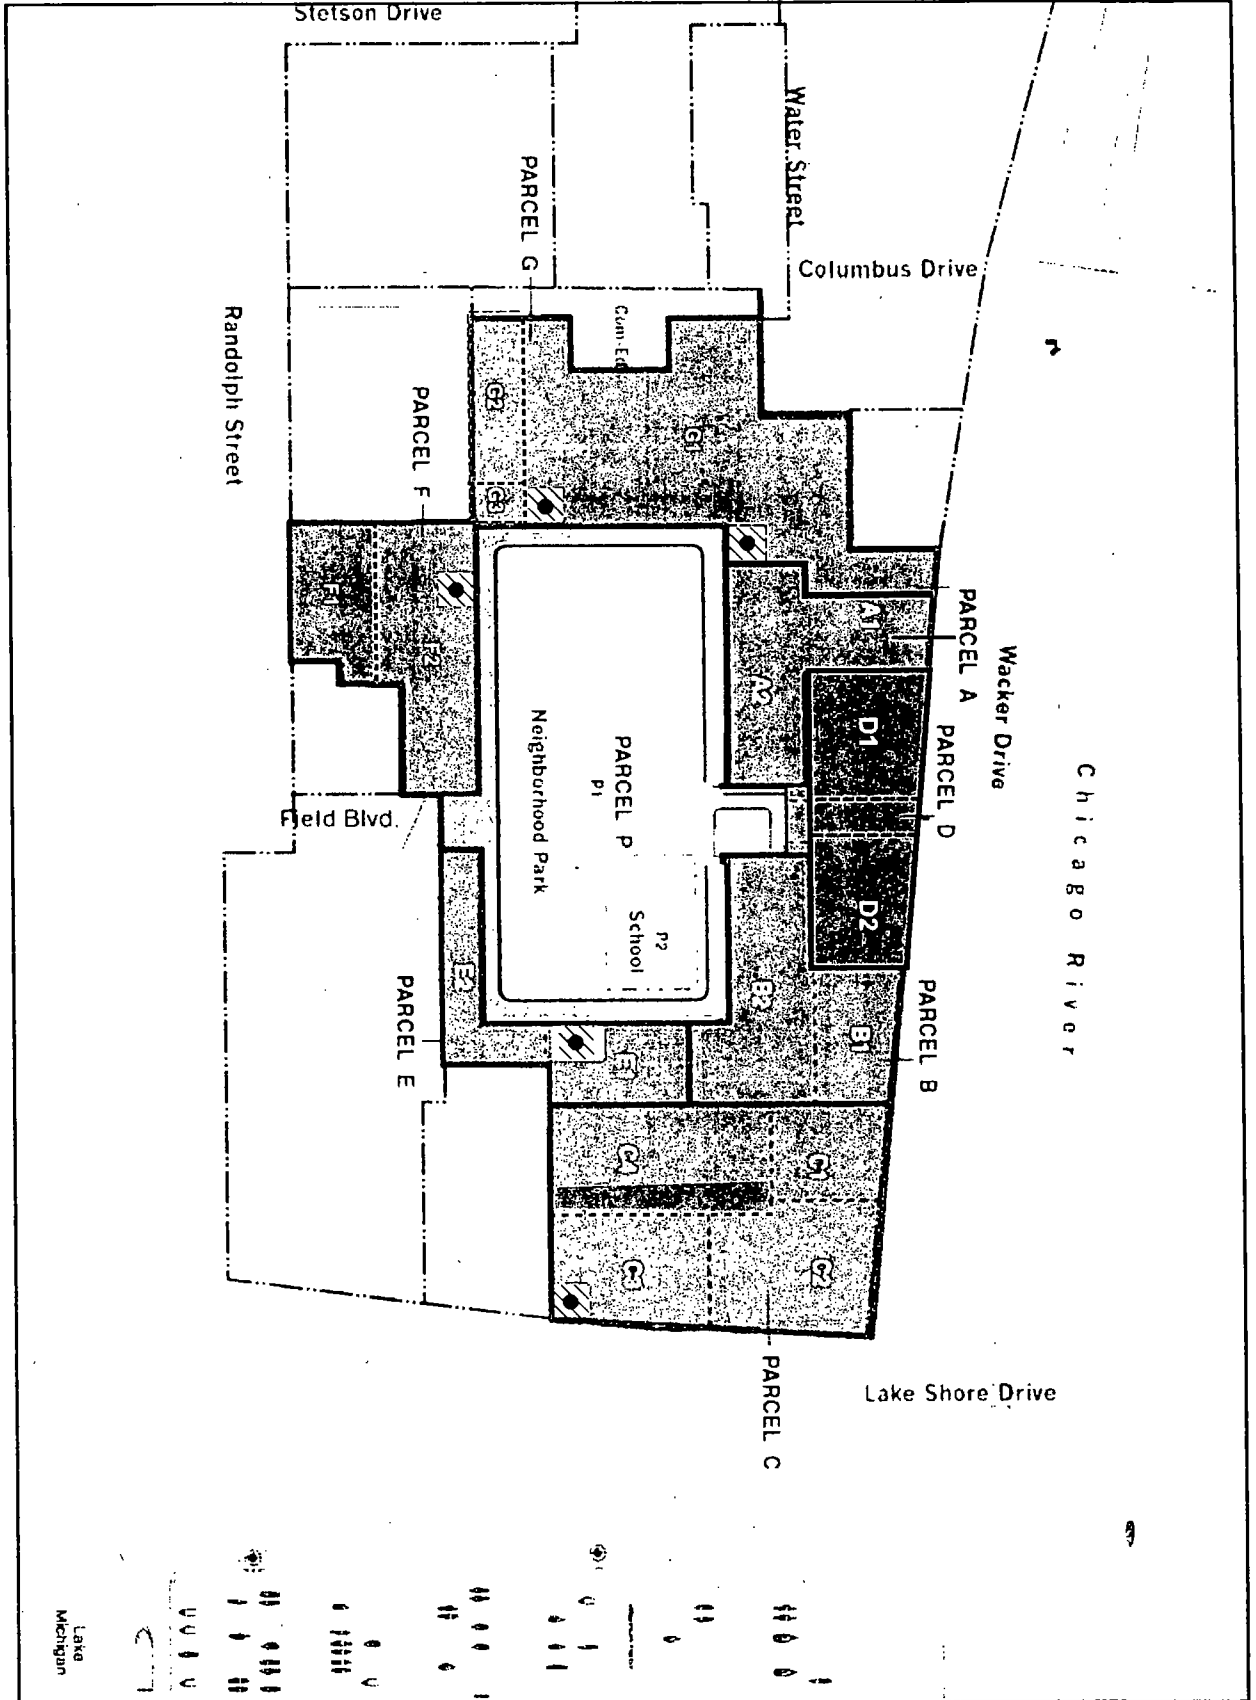 Stetson Drive
Water Street
Columbus Drive
PARCEL G
Com-Ed
Randolph Street
PARCEL F
G2
G1
G3
F1
F2
A1
A2
PARCEL A
Wacker Drive
D1
PARCEL D
D2
Chicago River
PARCEL P
P1
Neighborhood Park
P2
School
Field Blvd.
B2
B1
PARCEL B
PARCEL E
E1
C4
C1
C3
C2
PARCEL C
Lake Shore Drive
Lake
Michigan